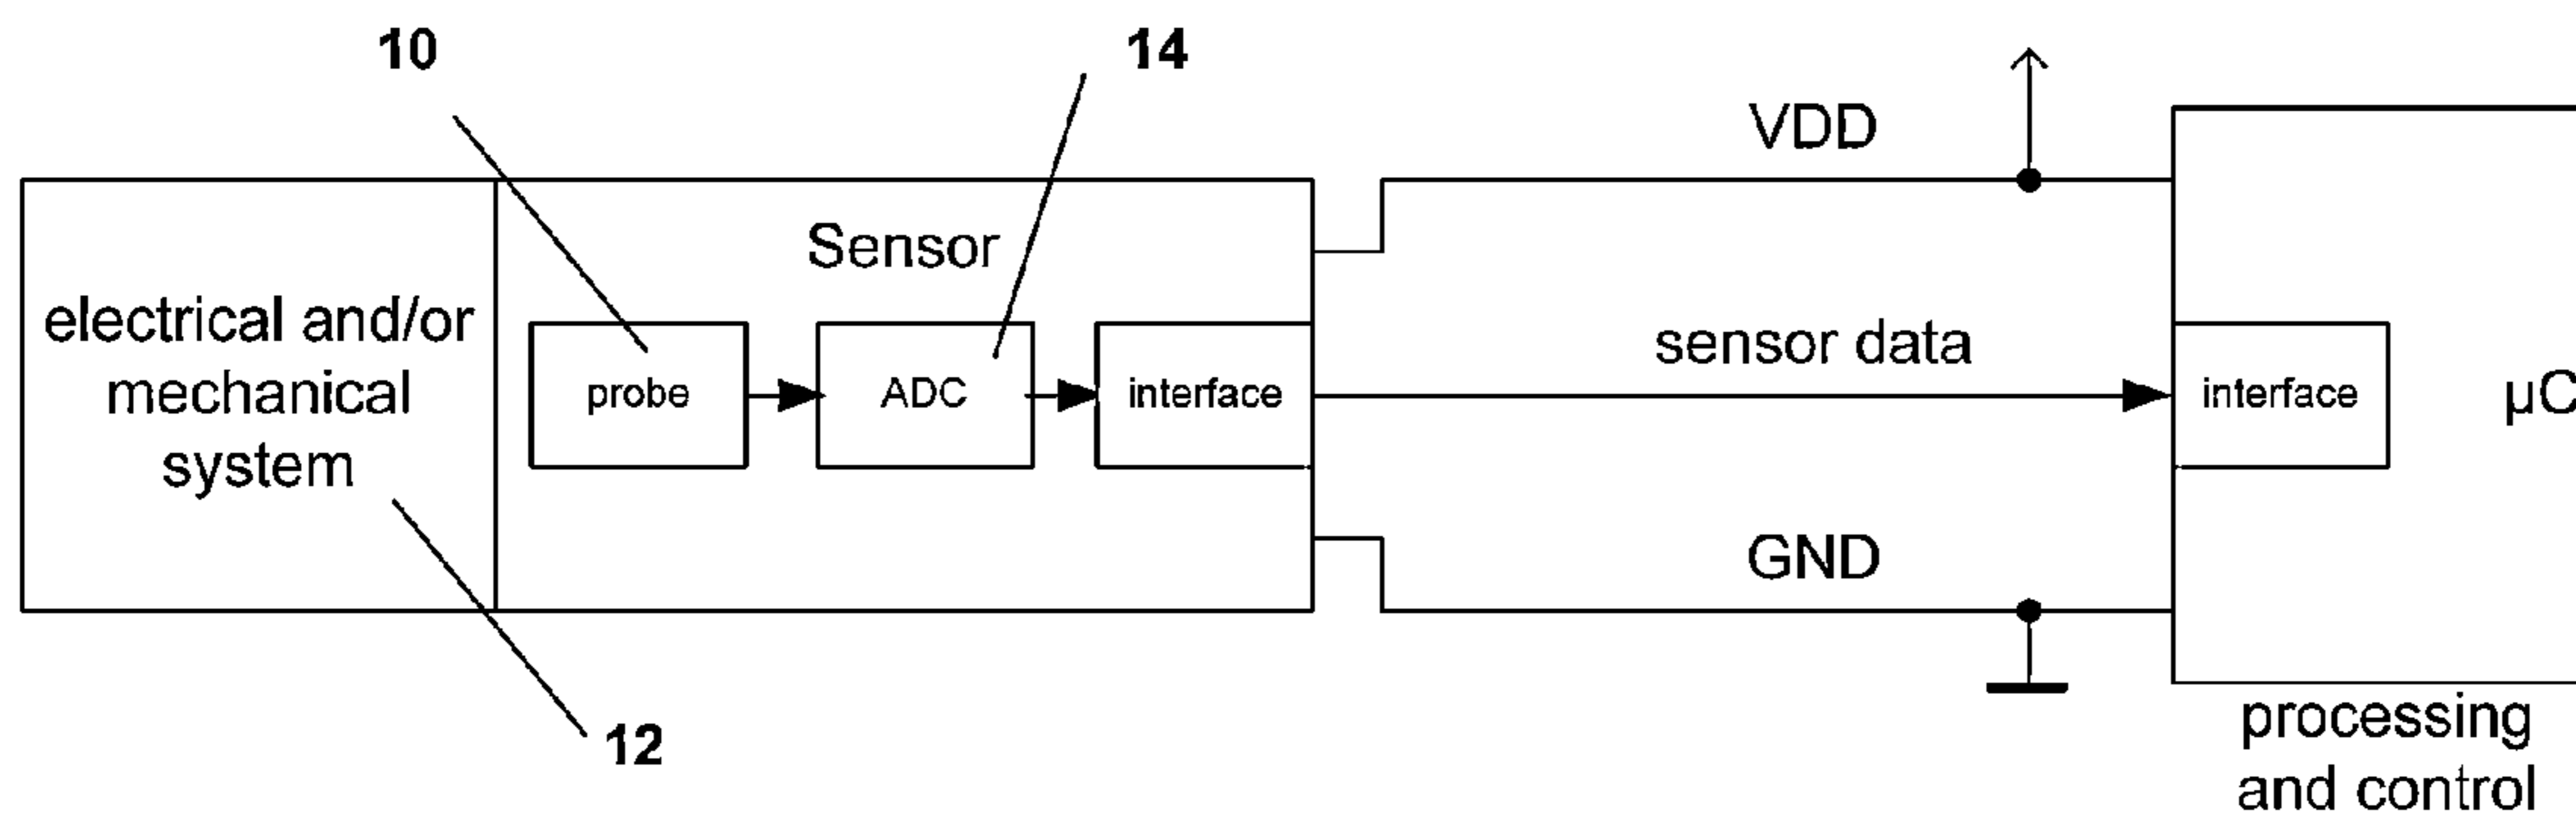 10
14
VDD
Sensor
electrical and/or
mechanical
system
probe
ADC
interface
sensor data
interface
µC
GND
12
processing
and control